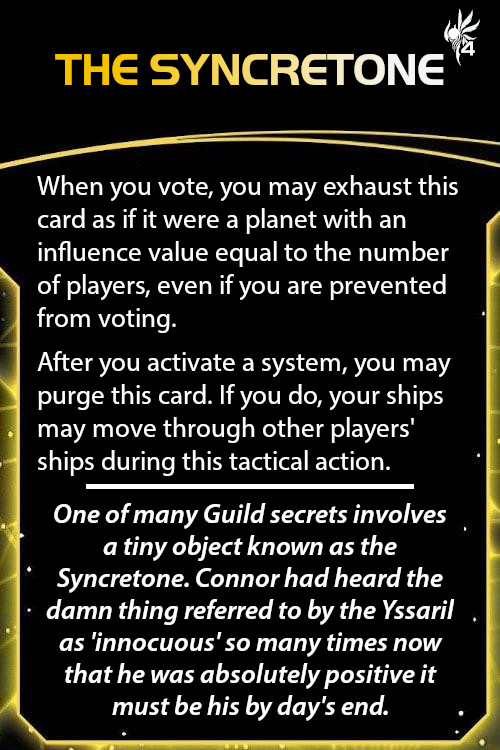 4
THE SYNCRETONE
When you vote, you may exhaust this
card as if it were a planet with an
influence value equal to the number
of players, even if you are prevented
from voting.
After you activate a system, you may
purge this card. If you do, your ships
may move through other players'
ships during this tactical action.
One of many Guild secrets involves
a tiny object known as the
Syncretone. Connor had heard the
damn thing referred to by the Yssaril
as 'innocuous' so many times now
that he was absolutely positive it
must be his by day's end.